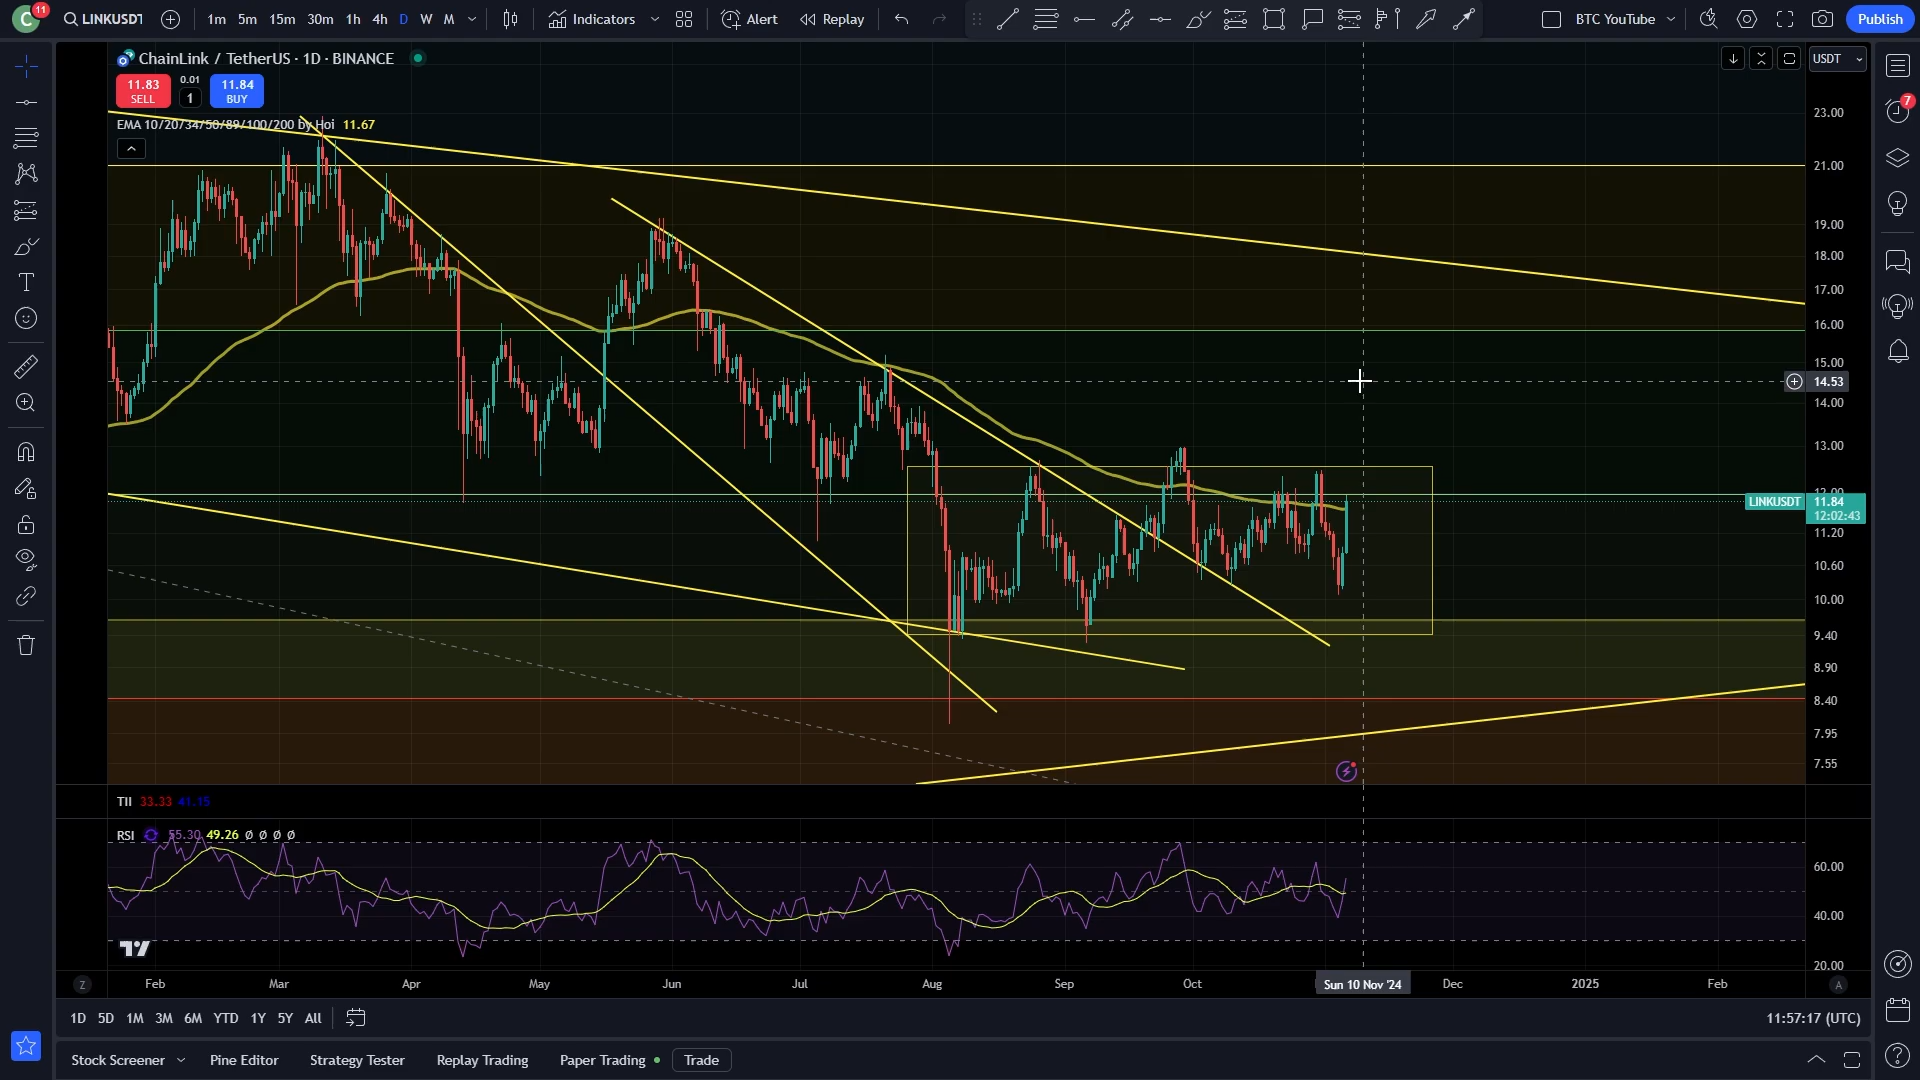 C 11 LINKUSDT 1m 5m 15m 30m 1h 4h D W M Indicators Alert Replay BTC YouTube Publish
ChainLink / TetherUS · 1D · BINANCE
USDT
11.83 SELL
0.01
1
11.84 BUY
EMA 10/20/34/50/89/100/200 by Hoi 11.67
7
23.00
21.00
19.00
18.00
17.00
16.00
15.00
14.53
14.00
13.00
12.00
LINKUSDT 11.84
12:02:43
11.20
10.60
10.00
9.40
8.90
8.40
7.95
7.55
TII 33.33 41.15
RSI 55.30 49.26 Ø Ø Ø Ø
60.00
40.00
20.00
Z Feb Mar Apr May Jun Jul Aug Sep Oct Sun 10 Nov '24 Dec 2025 Feb A
1D 5D 1M 3M 6M YTD 1Y 5Y All
11:57:17 (UTC)
Stock Screener Pine Editor Strategy Tester Replay Trading Paper Trading Trade